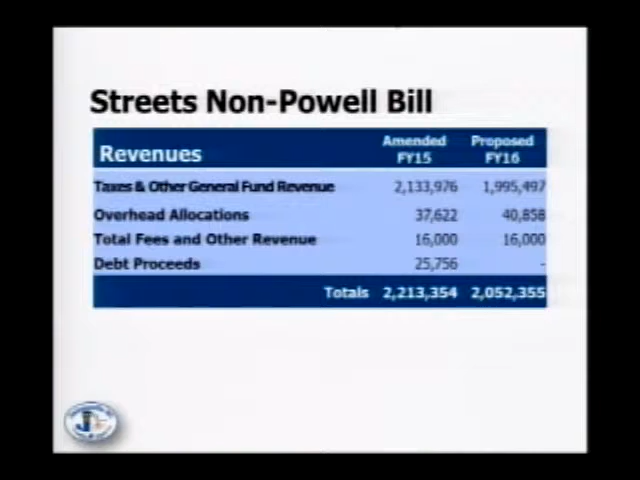 Streets Non-Powell Bill
Revenues Amended FY15 Proposed FY16
Taxes & Other General Fund Revenue 2,133,976 1,995,497
Overhead Allocations 37,622 40,858
Total Fees and Other Revenue 16,000 16,000
Debt Proceeds 25,756 -
Totals 2,213,354 2,052,355